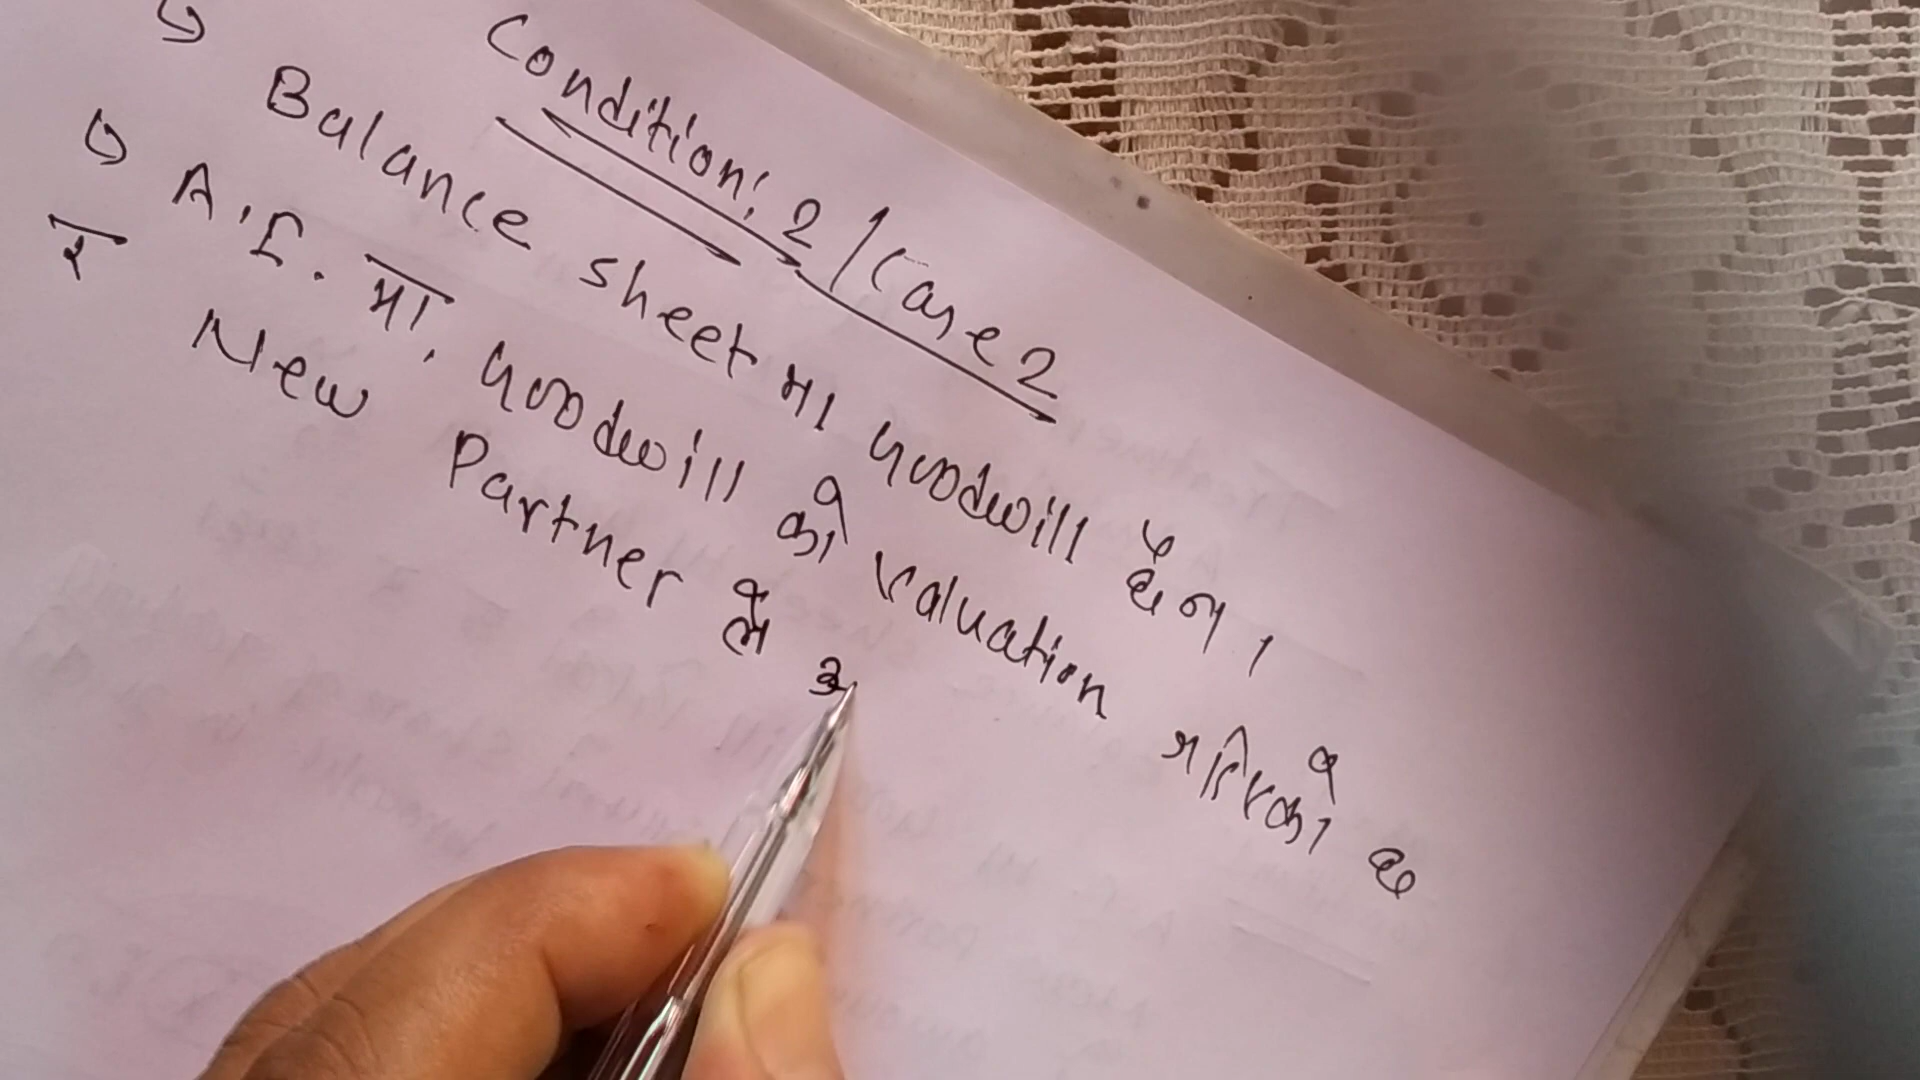 Condition: 2 / Case 2
↳ Balance sheet मा Goodwill छैन ।
↳ A.I. मा. Goodwill को valuation गरिएको छ
र New Partner ले